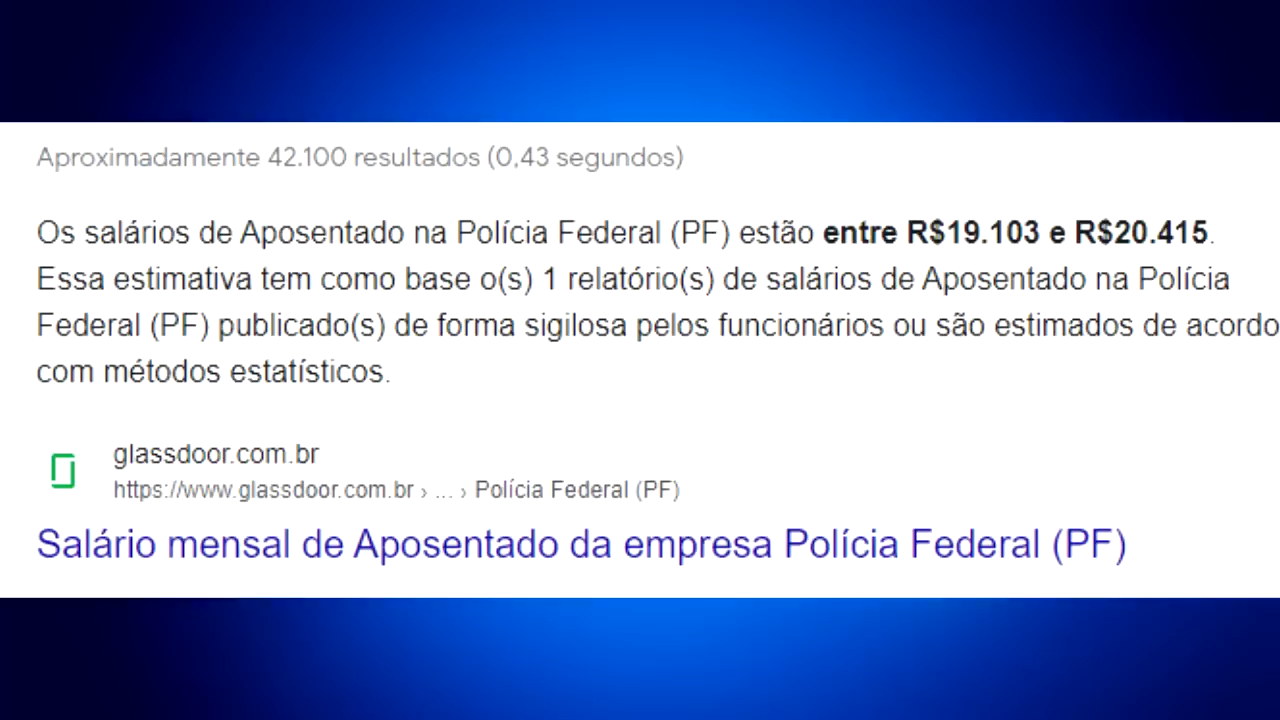 Aproximadamente 42.100 resultados (0,43 segundos)
Os salários de Aposentado na Polícia Federal (PF) estão entre R$19.103 e R$20.415.
Essa estimativa tem como base o(s) 1 relatório(s) de salários de Aposentado na Polícia
Federal (PF) publicado(s) de forma sigilosa pelos funcionários ou são estimados de acordo
com métodos estatísticos.
glassdoor.com.br
https://www.glassdoor.com.br › ... › Polícia Federal (PF)
Salário mensal de Aposentado da empresa Polícia Federal (PF)